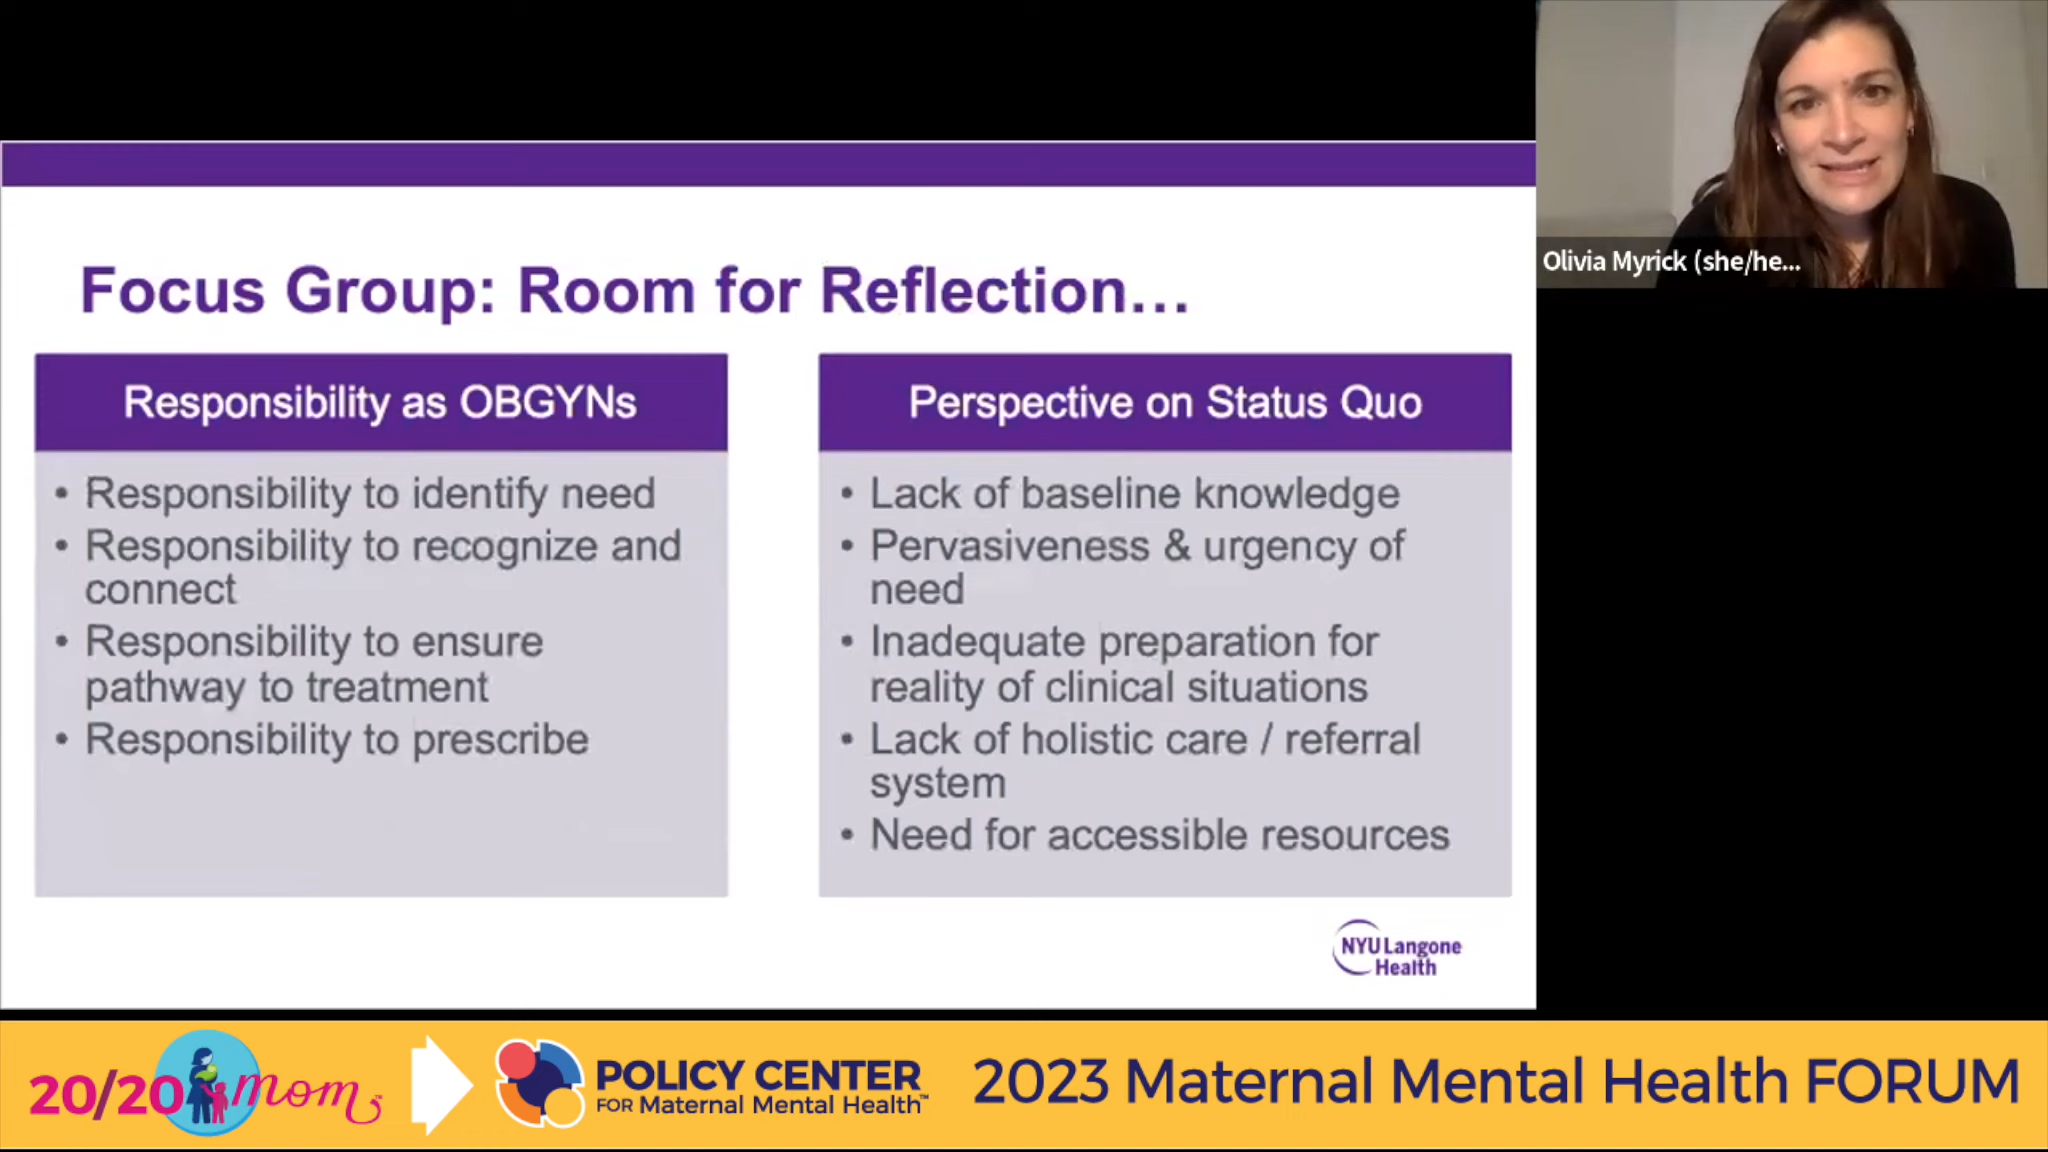 Focus Group: Room for Reflection…
Responsibility as OBGYNs
• Responsibility to identify need
• Responsibility to recognize and
connect
• Responsibility to ensure
pathway to treatment
• Responsibility to prescribe
Perspective on Status Quo
• Lack of baseline knowledge
• Pervasiveness & urgency of
need
• Inadequate preparation for
reality of clinical situations
• Lack of holistic care / referral
system
• Need for accessible resources
NYU Langone
Health
Olivia Myrick (she/he...
20/20 mom
POLICY CENTER
FOR Maternal Mental Health™
2023 Maternal Mental Health FORUM